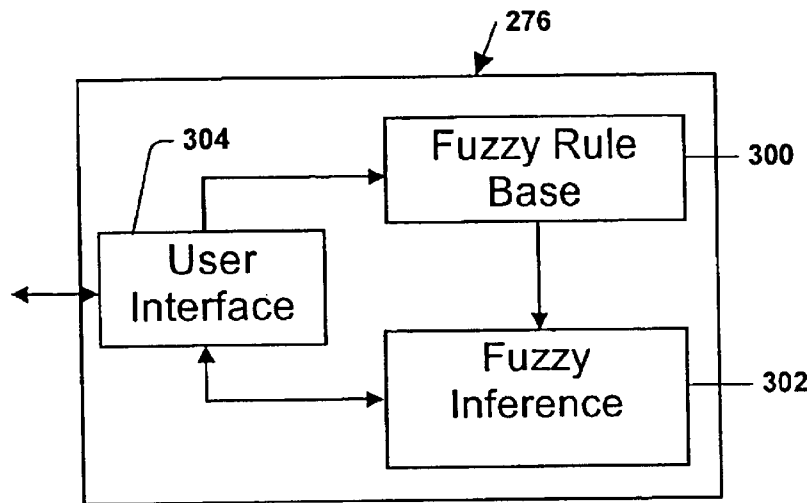 276
304
Fuzzy Rule
Base
300
User
Interface
Fuzzy
Inference
302